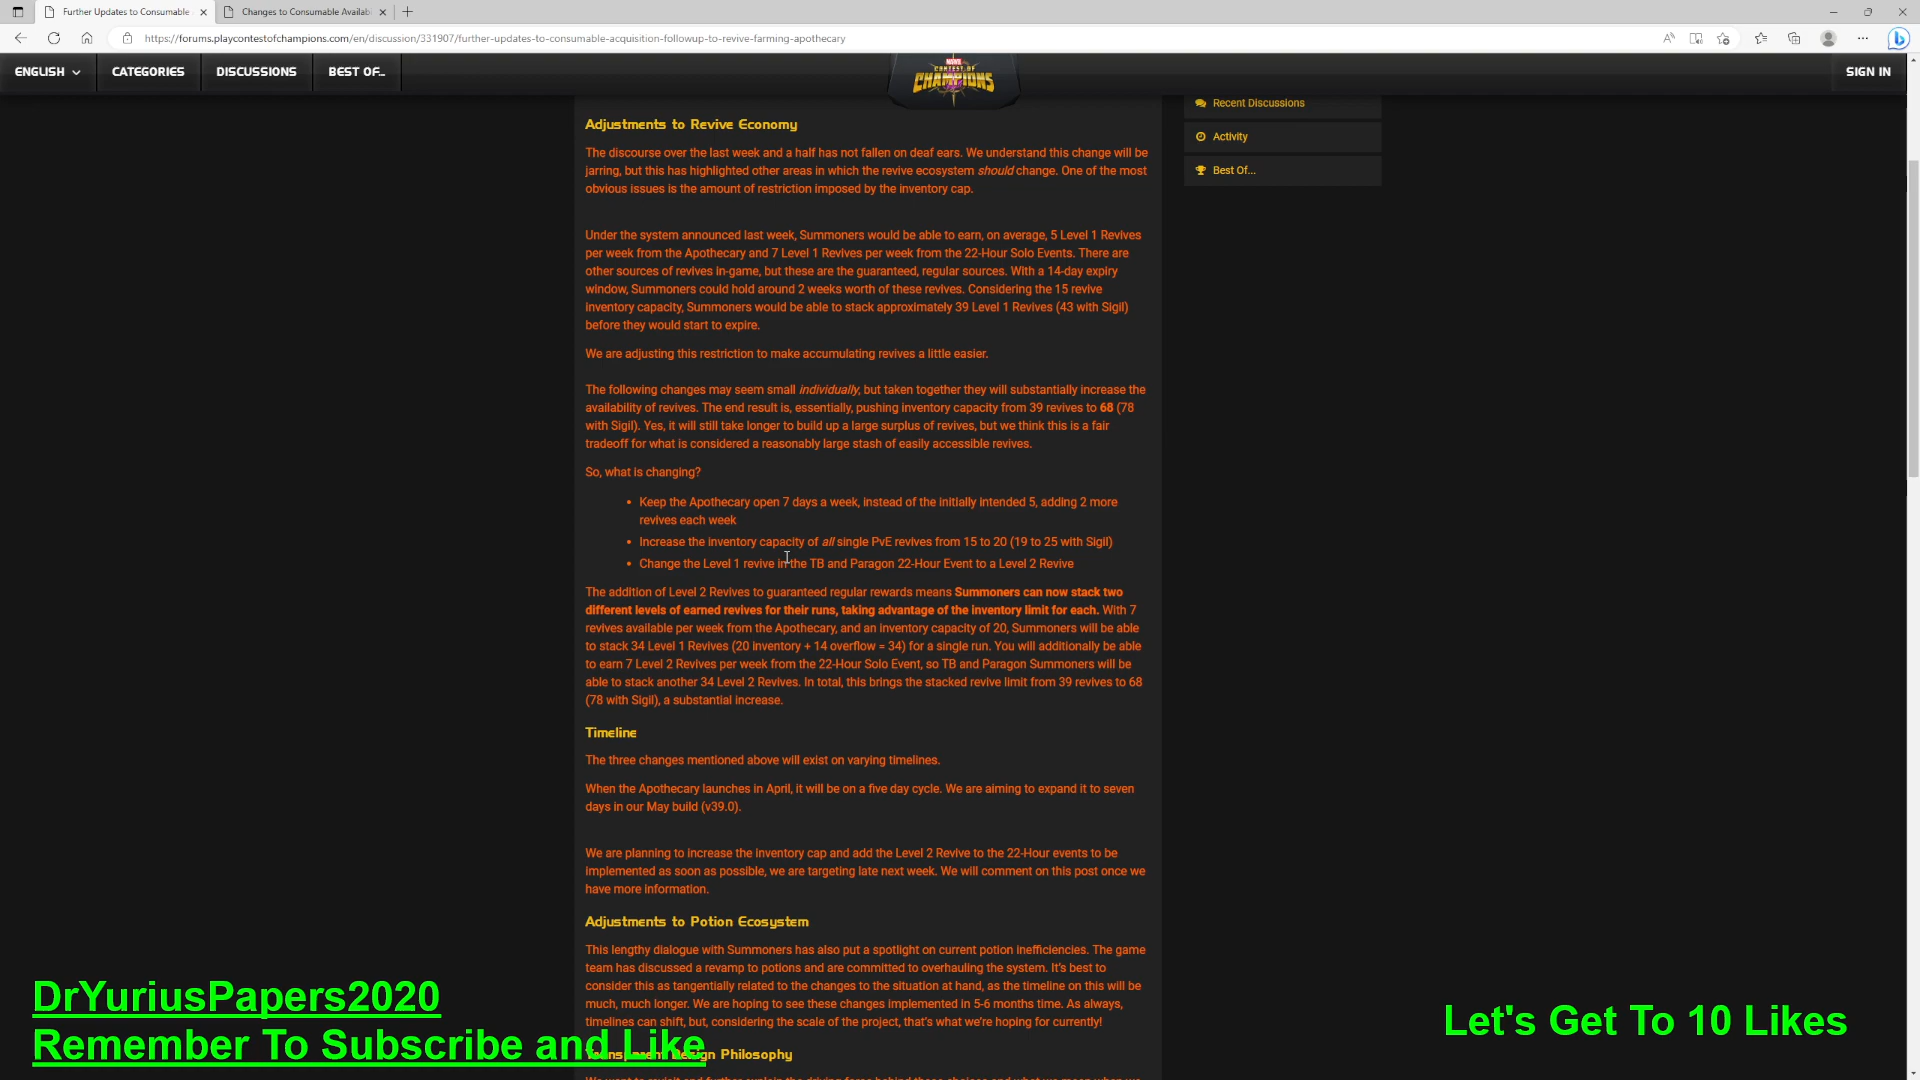 Further Updates to Consumable
Changes to Consumable Availab
https://forums.playcontestofchampions.com/en/discussion/331907/further-updates-to-consumable-acquisition-followup-to-revive-farming-apothecary
ENGLISH
CATEGORIES
DISCUSSIONS
BEST OF...
MARVEL
CONTEST OF
CHAMPIONS
SIGN IN
Recent Discussions
Activity
Best Of...
Adjustments to Revive Economy
The discourse over the last week and a half has not fallen on deaf ears. We understand this change will be
jarring, but this has highlighted other areas in which the revive ecosystem should change. One of the most
obvious issues is the amount of restriction imposed by the inventory cap.
Under the system announced last week, Summoners would be able to earn, on average, 5 Level 1 Revives
per week from the Apothecary and 7 Level 1 Revives per week from the 22-Hour Solo Events. There are
other sources of revives in-game, but these are the guaranteed, regular sources. With a 14-day expiry
window, Summoners could hold around 2 weeks worth of these revives. Considering the 15 revive
inventory capacity, Summoners would be able to stack approximately 39 Level 1 Revives (43 with Sigil)
before they would start to expire.
We are adjusting this restriction to make accumulating revives a little easier.
The following changes may seem small individually, but taken together they will substantially increase the
availability of revives. The end result is, essentially, pushing inventory capacity from 39 revives to 68 (78
with Sigil). Yes, it will still take longer to build up a large surplus of revives, but we think this is a fair
tradeoff for what is considered a reasonably large stash of easily accessible revives.
So, what is changing?
• Keep the Apothecary open 7 days a week, instead of the initially intended 5, adding 2 more
revives each week
• Increase the inventory capacity of all single PvE revives from 15 to 20 (19 to 25 with Sigil)
• Change the Level 1 revive in the TB and Paragon 22-Hour Event to a Level 2 Revive
The addition of Level 2 Revives to guaranteed regular rewards means Summoners can now stack two
different levels of earned revives for their runs, taking advantage of the inventory limit for each. With 7
revives available per week from the Apothecary, and an inventory capacity of 20, Summoners will be able
to stack 34 Level 1 Revives (20 inventory + 14 overflow = 34) for a single run. You will additionally be able
to earn 7 Level 2 Revives per week from the 22-Hour Solo Event, so TB and Paragon Summoners will be
able to stack another 34 Level 2 Revives. In total, this brings the stacked revive limit from 39 revives to 68
(78 with Sigil), a substantial increase.
Timeline
The three changes mentioned above will exist on varying timelines.
When the Apothecary launches in April, it will be on a five day cycle. We are aiming to expand it to seven
days in our May build (v39.0).
We are planning to increase the inventory cap and add the Level 2 Revive to the 22-Hour events to be
implemented as soon as possible, we are targeting late next week. We will comment on this post once we
have more information.
Adjustments to Potion Ecosystem
This lengthy dialogue with Summoners has also put a spotlight on current potion inefficiencies. The game
team has discussed a revamp to potions and are committed to overhauling the system. It's best to
consider this as tangentially related to the changes to the situation at hand, as the timeline on this will be
much, much longer. We are hoping to see these changes implemented in 5-6 months time. As always,
timelines can shift, but, considering the scale of the project, that's what we're hoping for currently!
Philosophy
DrYuriusPapers2020
Remember To Subscribe and Like
Let's Get To 10 Likes